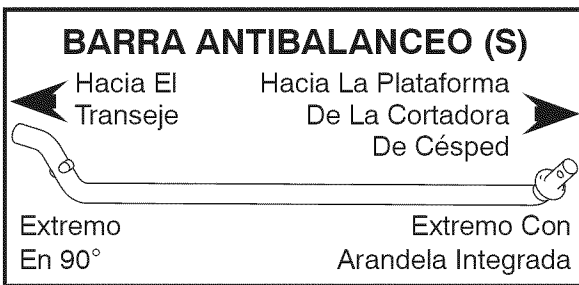 BARRA ANTIBALANCEO (S)
Hacia El
Transeje
Hacia La Plataforma
De La Cortadora
De Césped
Extremo
En 90°
Extremo Con
Arandela Integrada